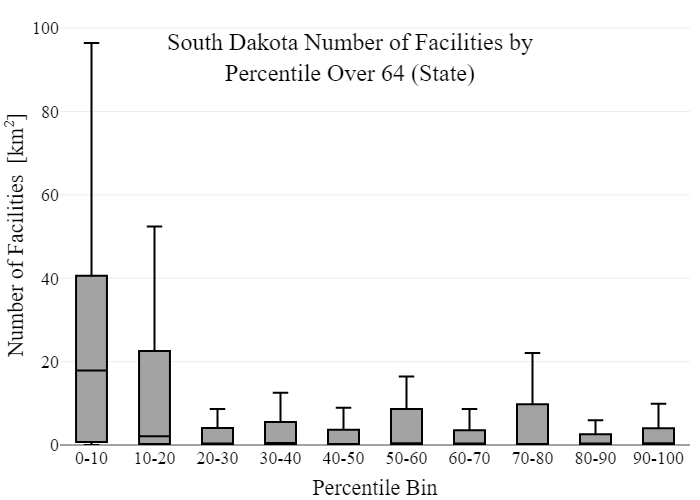 South Dakota Number of Facilities by
Percentile Over 64 (State)
Number of Facilities [km²]
100
80
60
40
20
0
0-10 10-20 20-30 30-40 40-50 50-60 60-70 70-80 80-90 90-100
Percentile Bin